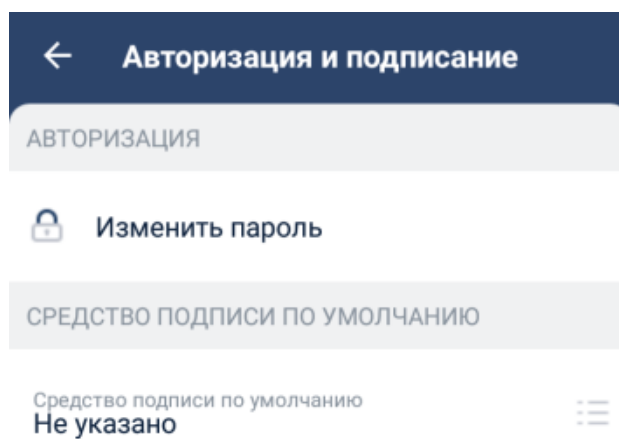 Авторизация и подписание
АВТОРИЗАЦИЯ
Изменить пароль
СРЕДСТВО ПОДПИСИ ПО УМОЛЧАНИЮ
Средство подписи по умолчанию
Не указано